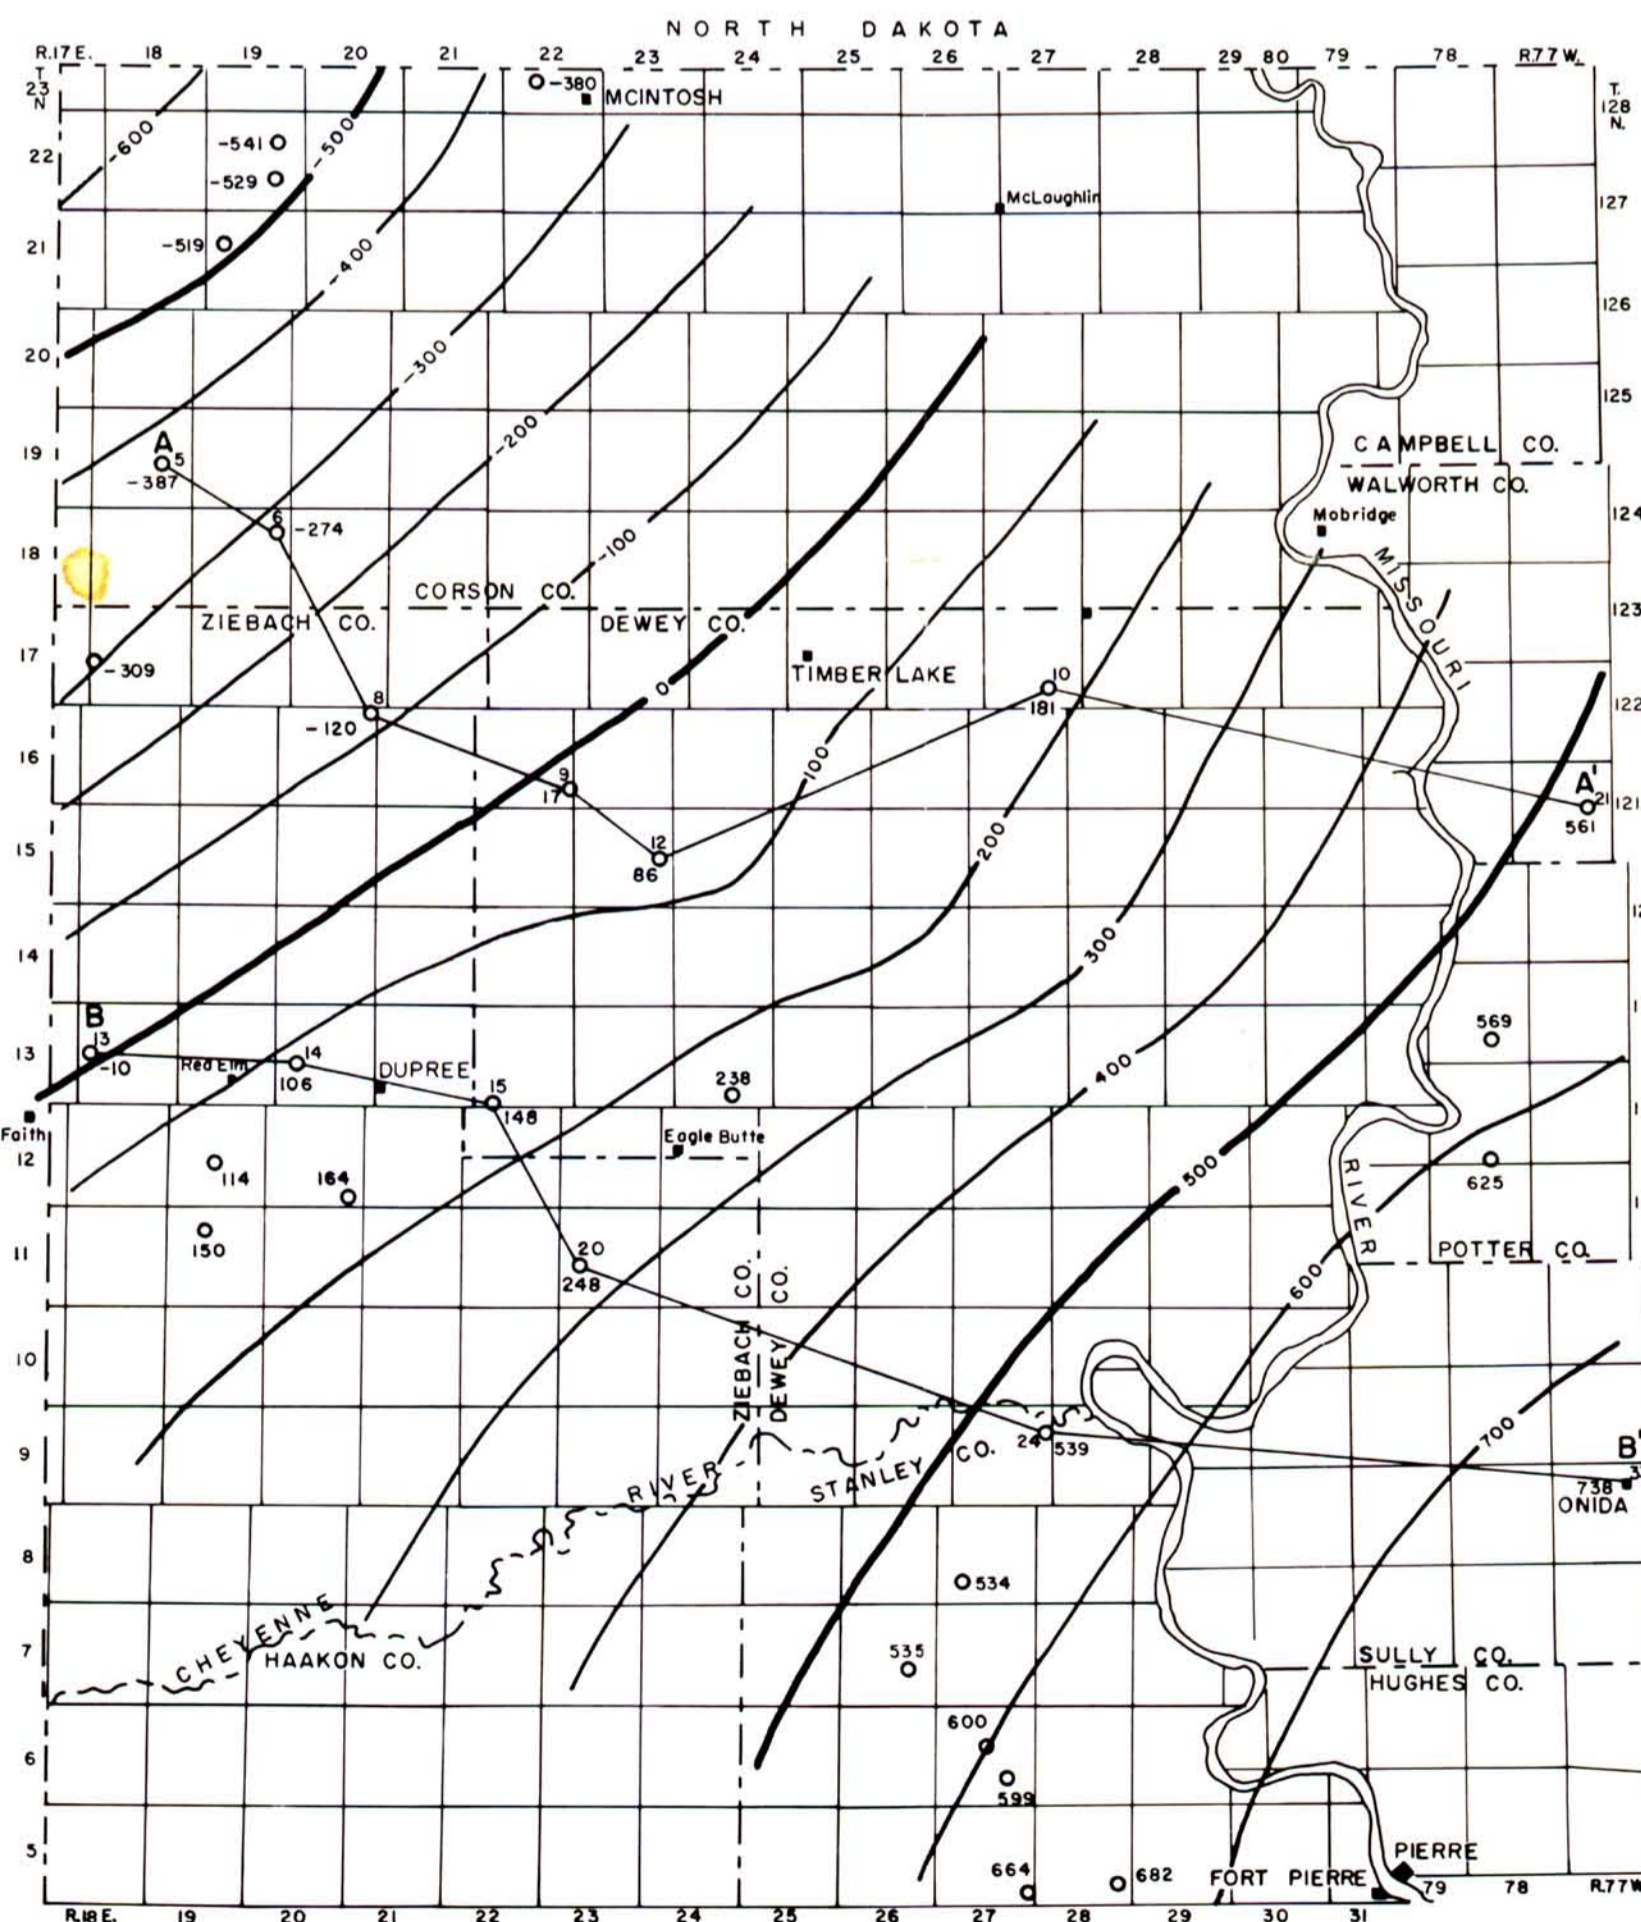 NORTH DAKOTA
R.17 E. 18 19 20 21 22 23 24 25 26 27 28 29 80 79 78 R.77 W.
T. 23 N
T. 128 N.
-380
MCINTOSH
-600
-541
-500
22
-529
McLaughlin
127
21
-519
-400
126
20
-300
125
-200
19
A
5
-387
CAMPBELL CO.
WALWORTH CO.
6
-274
Mobridge
124
18
-100
MISSOURI
CORSON CO.
123
ZIEBACH CO.
DEWEY CO.
17
-309
TIMBER LAKE
0
10
181
122
8
-120
16
100
9
17
A'
21
121
561
15
12
86
200
14
300
B
13
-10
13
Red Elm
14
106
DUPREE
400
569
15
148
238
Faith
12
Eagle Butte
114
164
500
RIVER
625
11
150
20
248
POTTER CO.
600
ZIEBACH CO.
DEWEY CO.
10
700
9
24
539
STANLEY CO.
RIVER
B'
738
ONIDA
8
534
CHEYENNE
7
HAAKON CO.
535
SULLY CO.
HUGHES CO.
6
600
599
5
664
682
FORT PIERRE
PIERRE
R.18 E. 19 20 21 22 23 24 25 26 27 28 29 30 31 79 78 R.77W